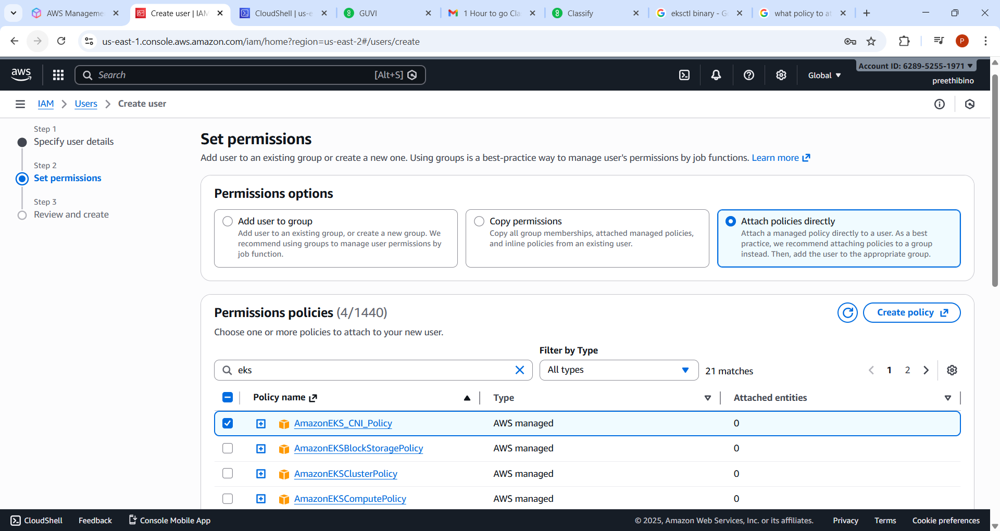 AWS Manageme
Create user | IAM
CloudShell | us-e
GUVI
1 Hour to go Cla
Classify
eksctl binary - G
what policy to at
us-east-1.console.aws.amazon.com/iam/home?region=us-east-2#/users/create
P
aws
Search
[Alt+S]
Global
Account ID: 6289-5255-1971
preethibino
IAM
Users
Create user
Step 1
Specify user details
Step 2
Set permissions
Step 3
Review and create
Set permissions
Add user to an existing group or create a new one. Using groups is a best-practice way to manage user's permissions by job functions. Learn more
Permissions options
Add user to group
Add user to an existing group, or create a new group. We
recommend using groups to manage user permissions by
job function.
Copy permissions
Copy all group memberships, attached managed policies,
and inline policies from an existing user.
Attach policies directly
Attach a managed policy directly to a user. As a best
practice, we recommend attaching policies to a group
instead. Then, add the user to the appropriate group.
Permissions policies (4/1440)
Create policy
Choose one or more policies to attach to your new user.
Filter by Type
eks
All types
21 matches
1 2
Policy name Type Attached entities
AmazonEKS_CNI_Policy AWS managed 0
AmazonEKSBlockStoragePolicy AWS managed 0
AmazonEKSClusterPolicy AWS managed 0
AmazonEKSComputePolicy AWS managed 0
CloudShell Feedback Console Mobile App © 2025, Amazon Web Services, Inc. or its affiliates. Privacy Terms Cookie preferences